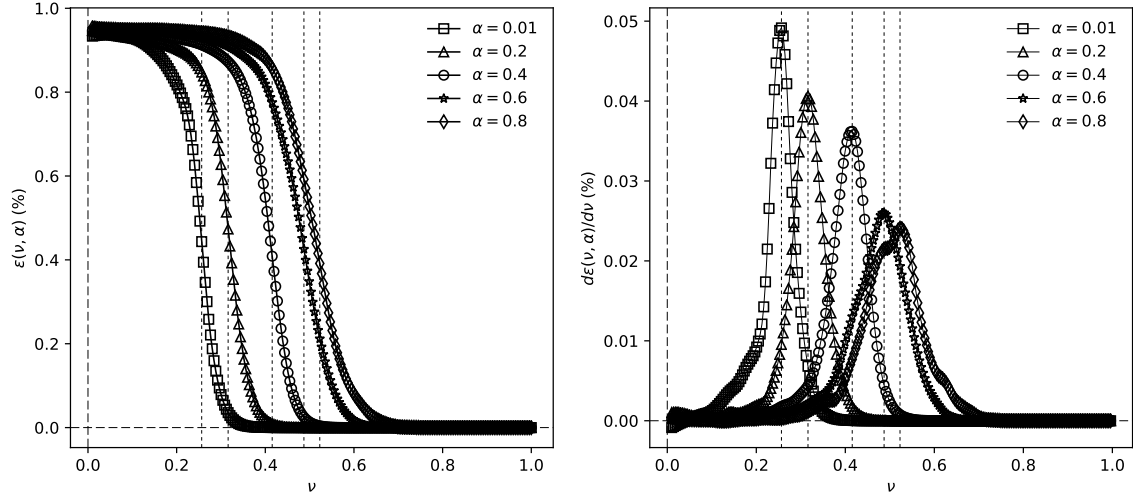 1.0
0.8
0.6
0.4
0.2
0.0
ε(ν, α) (%)
0.0 0.2 0.4 0.6 0.8 1.0
ν
α = 0.01
α = 0.2
α = 0.4
α = 0.6
α = 0.8
0.05
0.04
0.03
0.02
0.01
0.00
dε(ν, α)/dν (%)
0.0 0.2 0.4 0.6 0.8 1.0
ν
α = 0.01
α = 0.2
α = 0.4
α = 0.6
α = 0.8